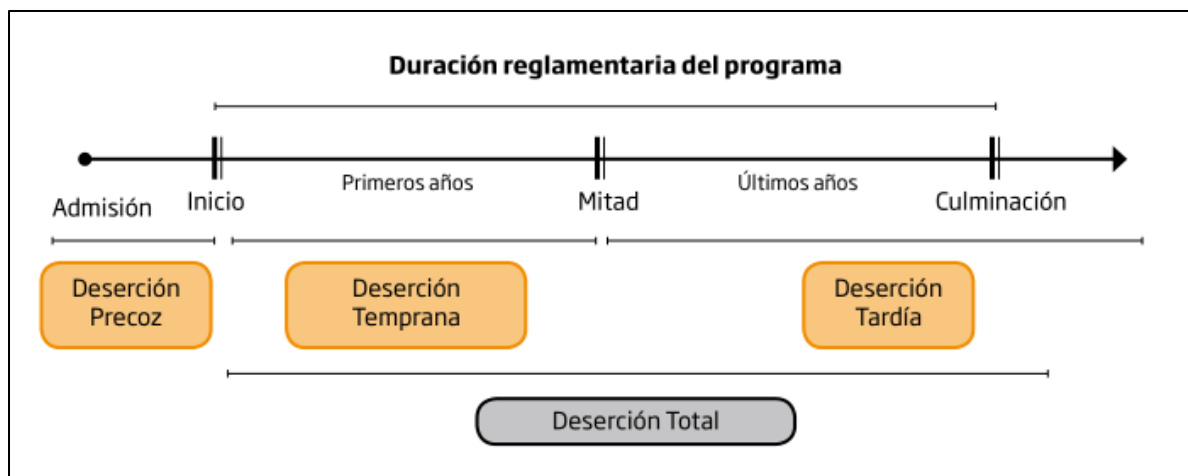 Duración reglamentaria del programa
Primeros años
Últimos años
Admisión
Inicio
Mitad
Culminación
Deserción
Precoz
Deserción
Temprana
Deserción
Tardía
Deserción Total